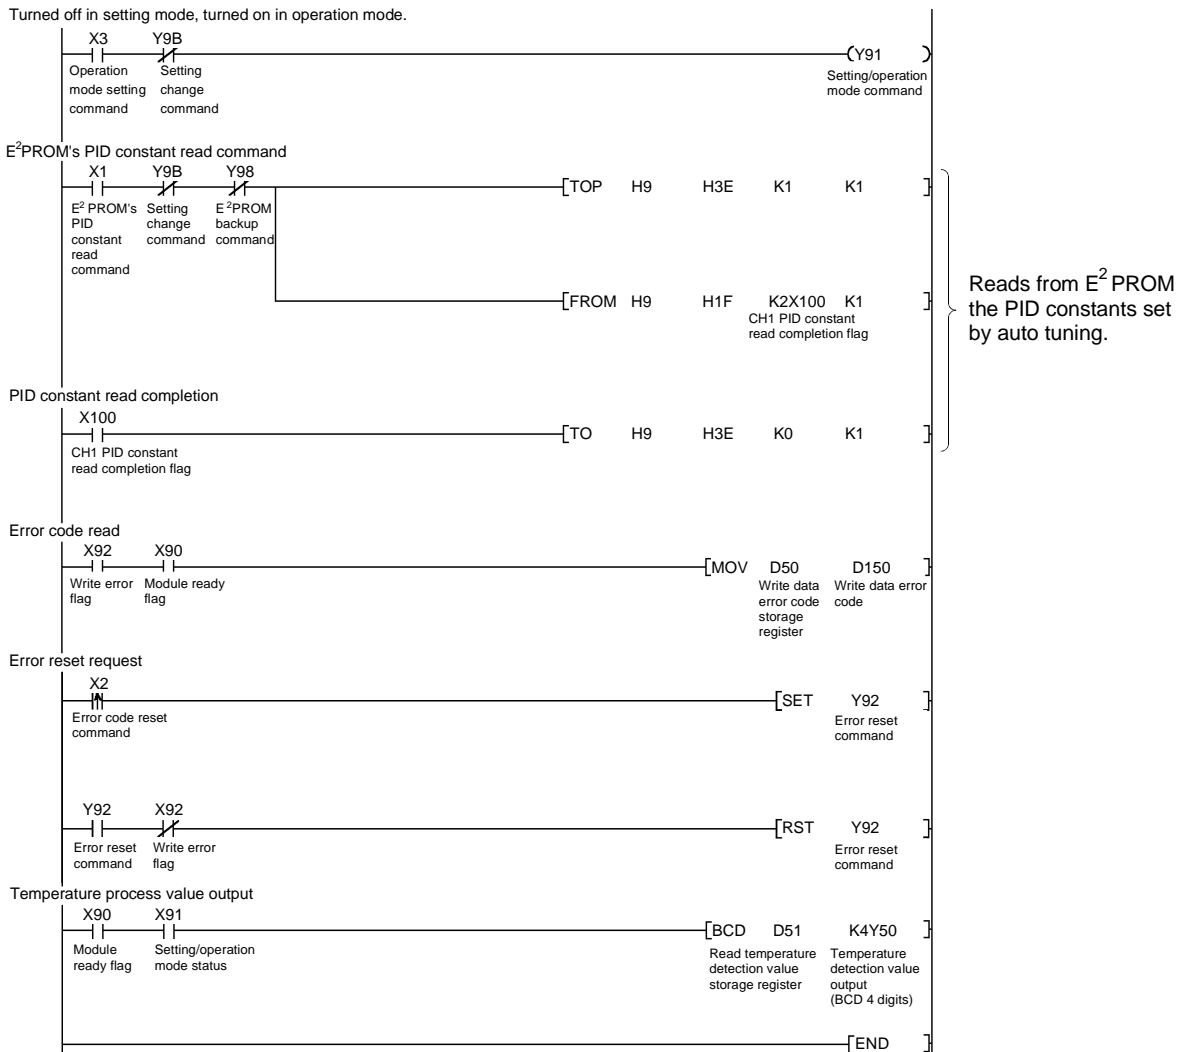 Turned off in setting mode, turned on in operation mode.
X3 Y9B
(Y91 )
Operation mode setting command
Setting change command
Setting/operation mode command
E2PROM's PID constant read command
X1 Y9B Y98
[TOP H9 H3E K1 K1 ]
E2 PROM's PID constant read command
Setting change command
E2PROM backup command
[FROM H9 H1F K2X100 K1 ]
CH1 PID constant read completion flag
Reads from E2 PROM
the PID constants set
by auto tuning.
PID constant read completion
X100
[TO H9 H3E K0 K1 ]
CH1 PID constant
read completion flag
Error code read
X92 X90
[MOV D50 D150 ]
Write error flag
Module ready flag
Write data error code storage register
Write data error code
Error reset request
X2
[SET Y92 ]
Error code reset command
Error reset command
Y92 X92
[RST Y92 ]
Error reset command
Write error flag
Error reset command
Temperature process value output
X90 X91
[BCD D51 K4Y50 ]
Module ready flag
Setting/operation mode status
Read temperature detection value storage register
Temperature detection value output (BCD 4 digits)
[END ]